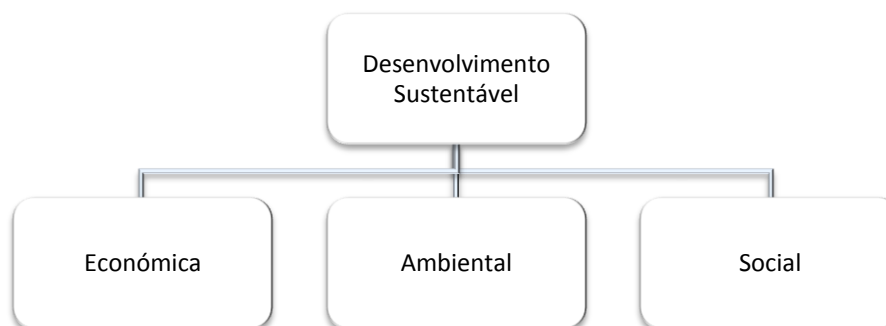 Desenvolvimento
Sustentável
Económica
Ambiental
Social